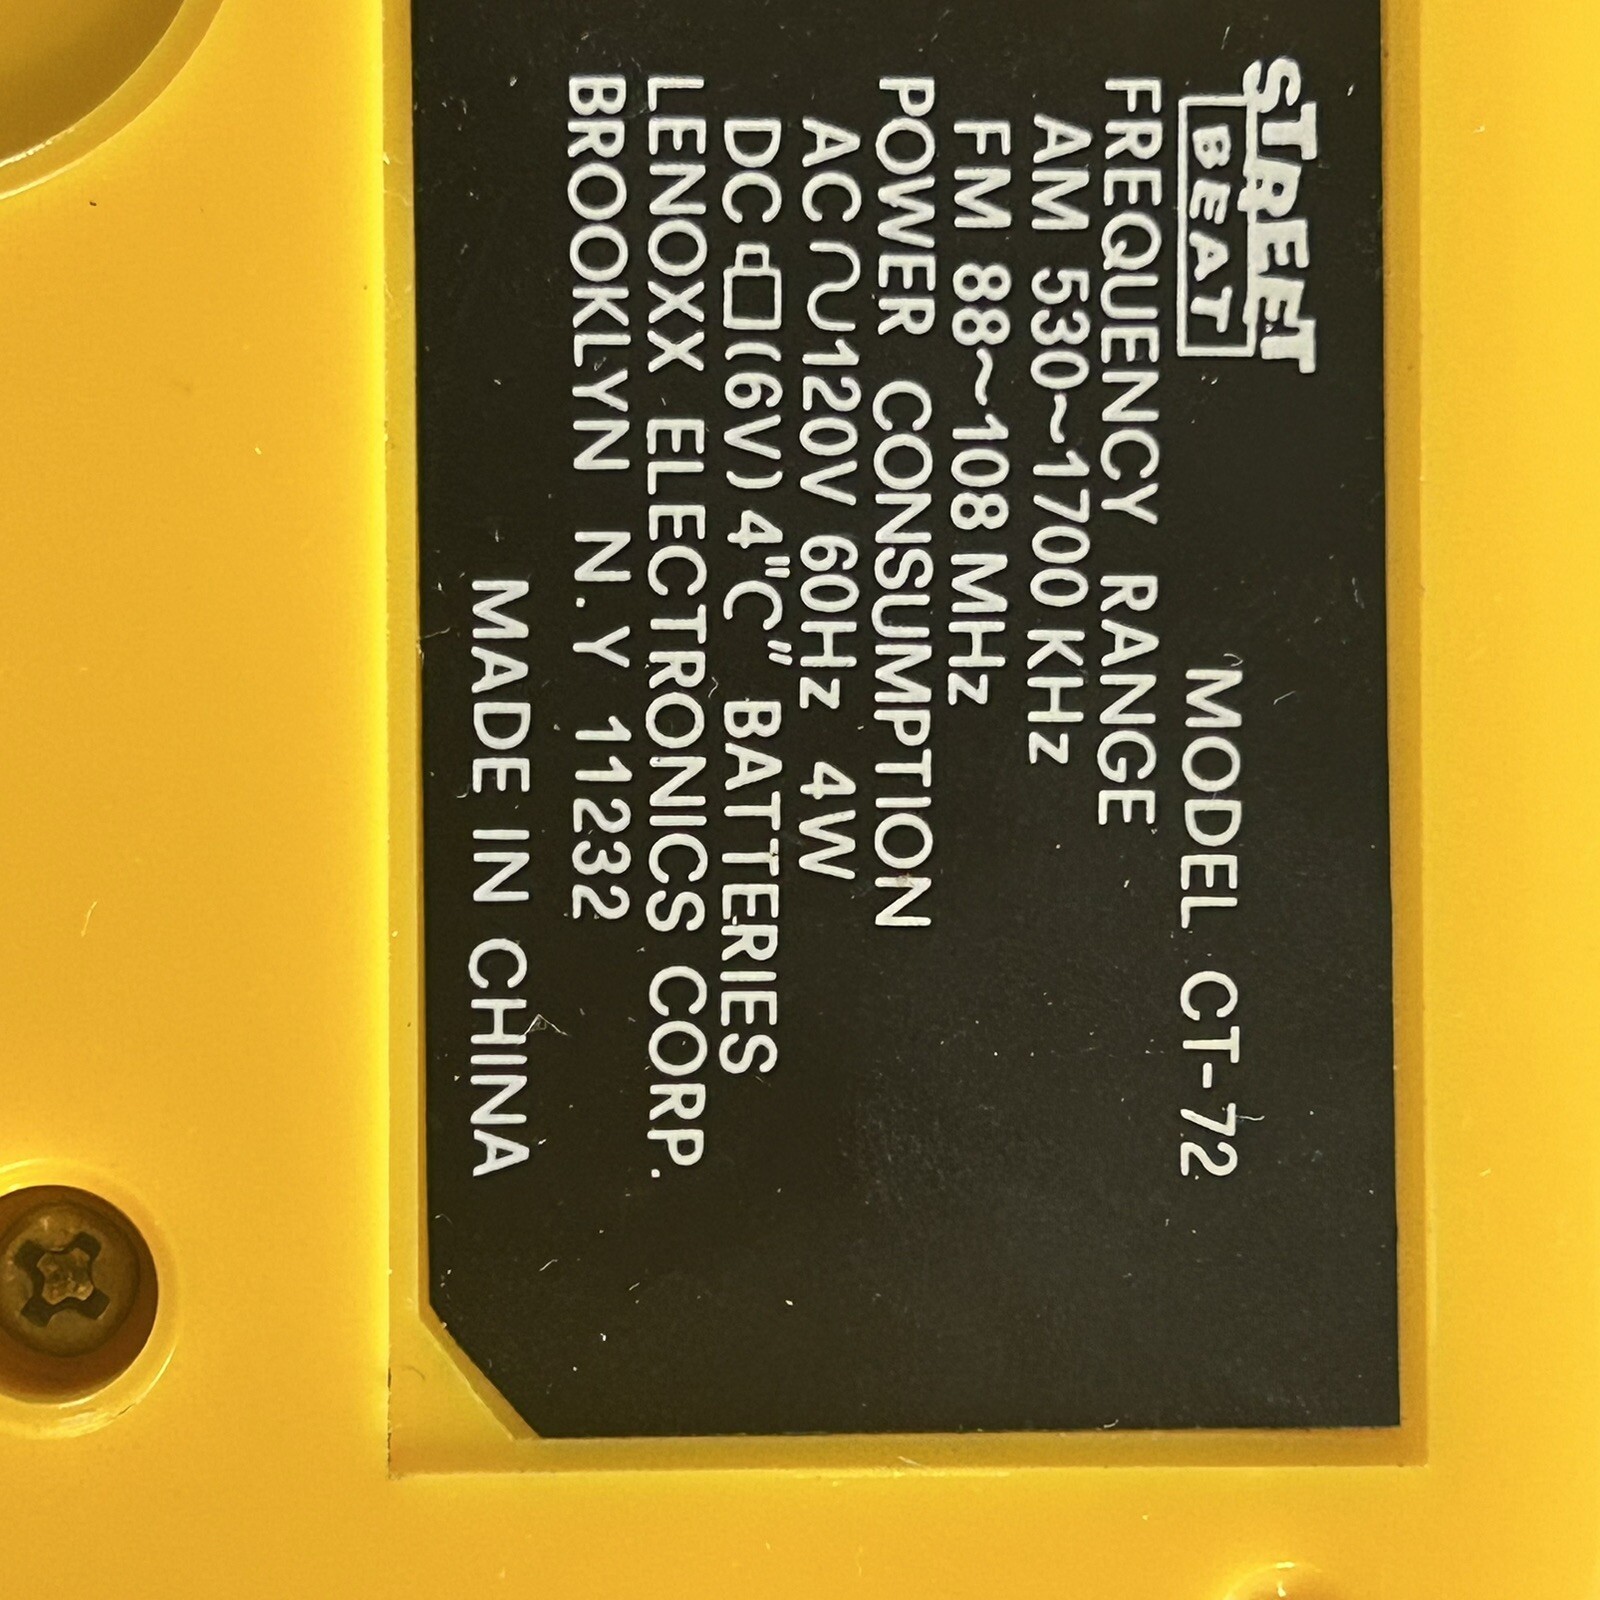 STREET
BEAT MODEL CT-72
FREQUENCY RANGE
AM 530~1700 KHz
FM 88~108 MHz
POWER CONSUMPTION
AC 120V 60Hz 4W
DC (6V) 4"C" BATTERIES
LENOXX ELECTRONICS CORP.
BROOKLYN N.Y 11232
MADE IN CHINA